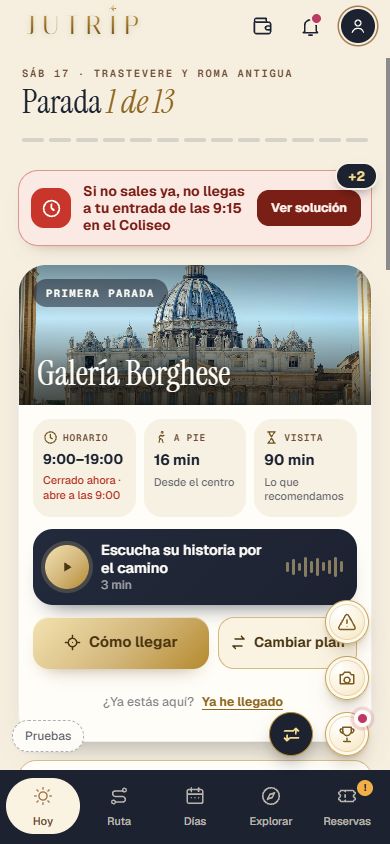 JUTRIP
SÁB 17 · TRASTEVERE Y ROMA ANTIGUA
Parada 1 de 13
+2
Si no sales ya, no llegas
a tu entrada de las 9:15
en el Coliseo
Ver solución
PRIMERA PARADA
Galería Borghese
HORARIO
9:00–19:00
Cerrado ahora ·
abre a las 9:00
A PIE
16 min
Desde el centro
VISITA
90 min
Lo que
recomendamos
Escucha su historia por
el camino
3 min
Cómo llegar
Cambiar plan
¿Ya estás aquí? Ya he llegado
Pruebas
Hoy
Ruta
Días
Explorar
!
Reservas